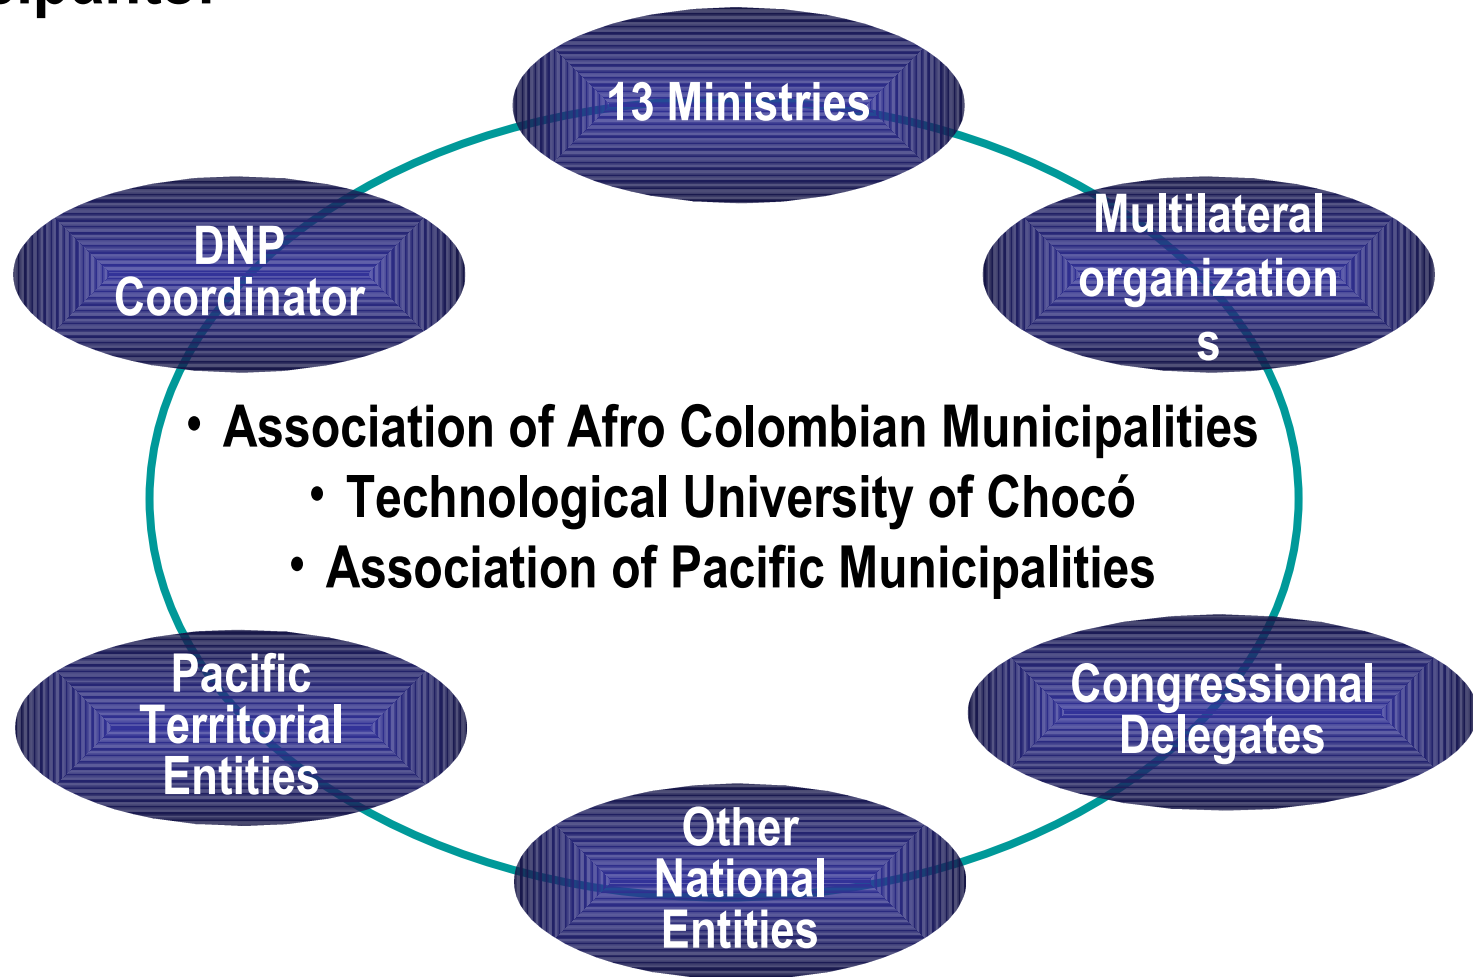 cipants:
13 Ministries
Multilateral
organization
s
DNP
Coordinator
• Association of Afro Colombian Municipalities
• Technological University of Chocó
• Association of Pacific Municipalities
Pacific
Territorial
Entities
Congressional
Delegates
Other
National
Entities